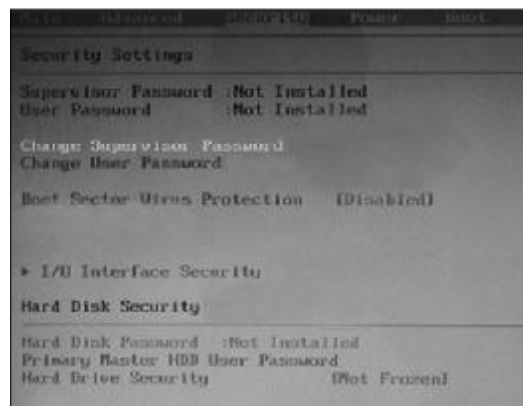 Main Advanced Security Power Boot
Security Settings
Supervisor Password :Not Installed
User Password :Not Installed
Change Supervisor Password
Change User Password
Boot Sector Virus Protection [Disabled]
▶ I/O Interface Security
Hard Disk Security
Hard Disk Password :Not Installed
Primary Master HDD User Password
Hard Drive Security [Not Frozen]